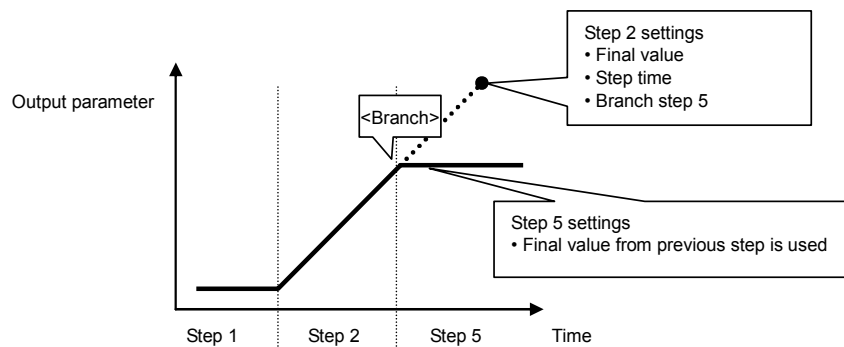 Step 2 settings
• Final value
• Step time
• Branch step 5
Output parameter
<Branch>
Step 5 settings
• Final value from previous step is used
Step 1
Step 2
Step 5
Time